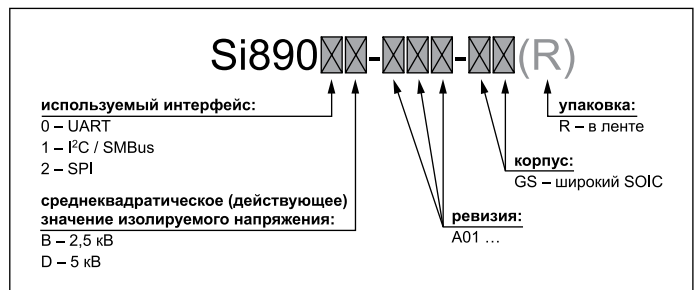 Si890 - - (R)
используемый интерфейс:
0 – UART
1 – I²C / SMBus
2 – SPI
среднеквадратическое (действующее)
значение изолируемого напряжения:
B – 2,5 кВ
D – 5 кВ
упаковка:
R – в ленте
корпус:
GS – широкий SOIC
ревизия:
A01 ...